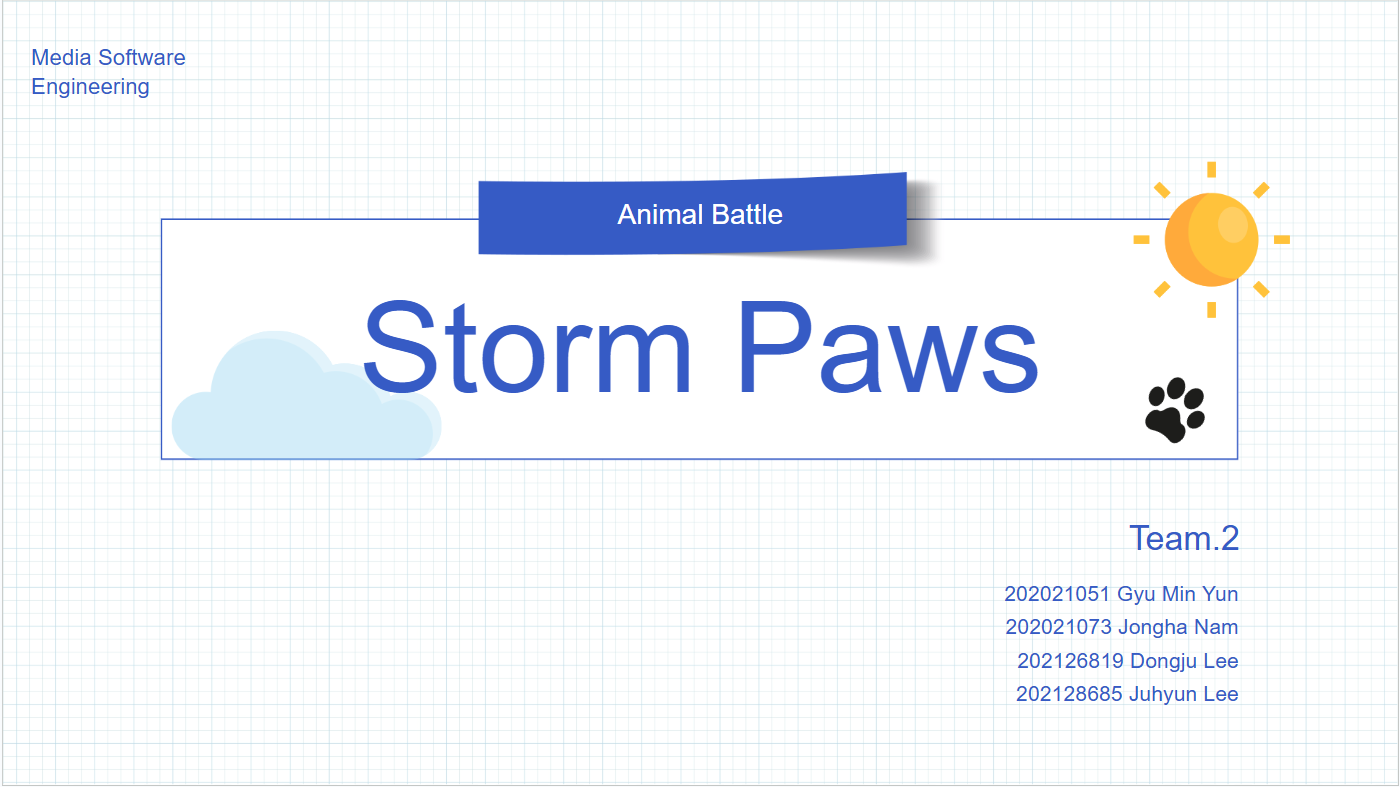 Media Software
Engineering
Animal Battle
Storm Paws
Team.2
202021051 Gyu Min Yun
202021073 Jongha Nam
202126819 Dongju Lee
202128685 Juhyun Lee